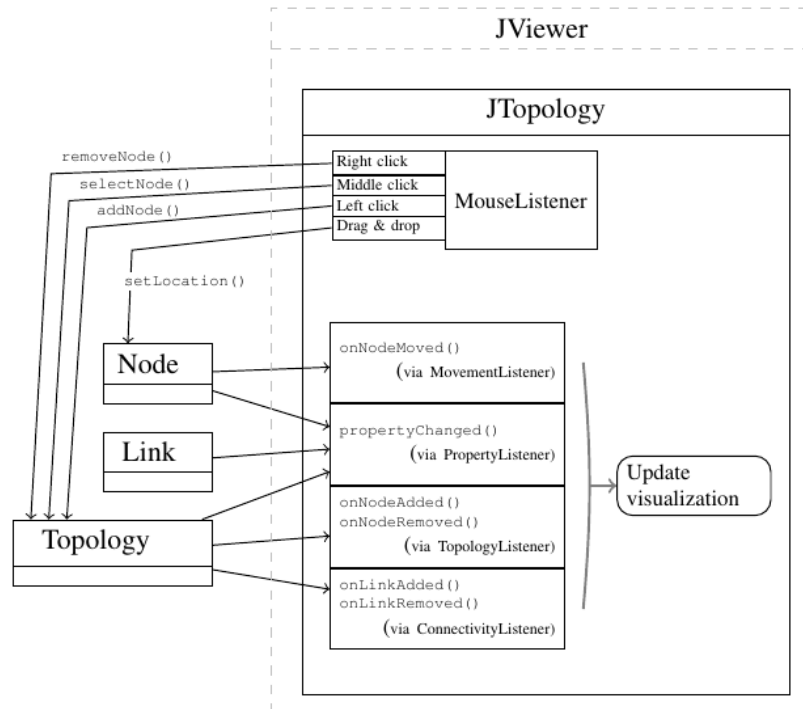 JViewer
JTopology
removeNode()
Right click
selectNode()
Middle click
MouseListener
addNode()
Left click
Drag & drop
setLocation()
Node
onNodeMoved()
(via MovementListener)
Link
propertyChanged()
(via PropertyListener)
Update
visualization
Topology
onNodeAdded()
onNodeRemoved()
(via TopologyListener)
onLinkAdded()
onLinkRemoved()
(via ConnectivityListener)